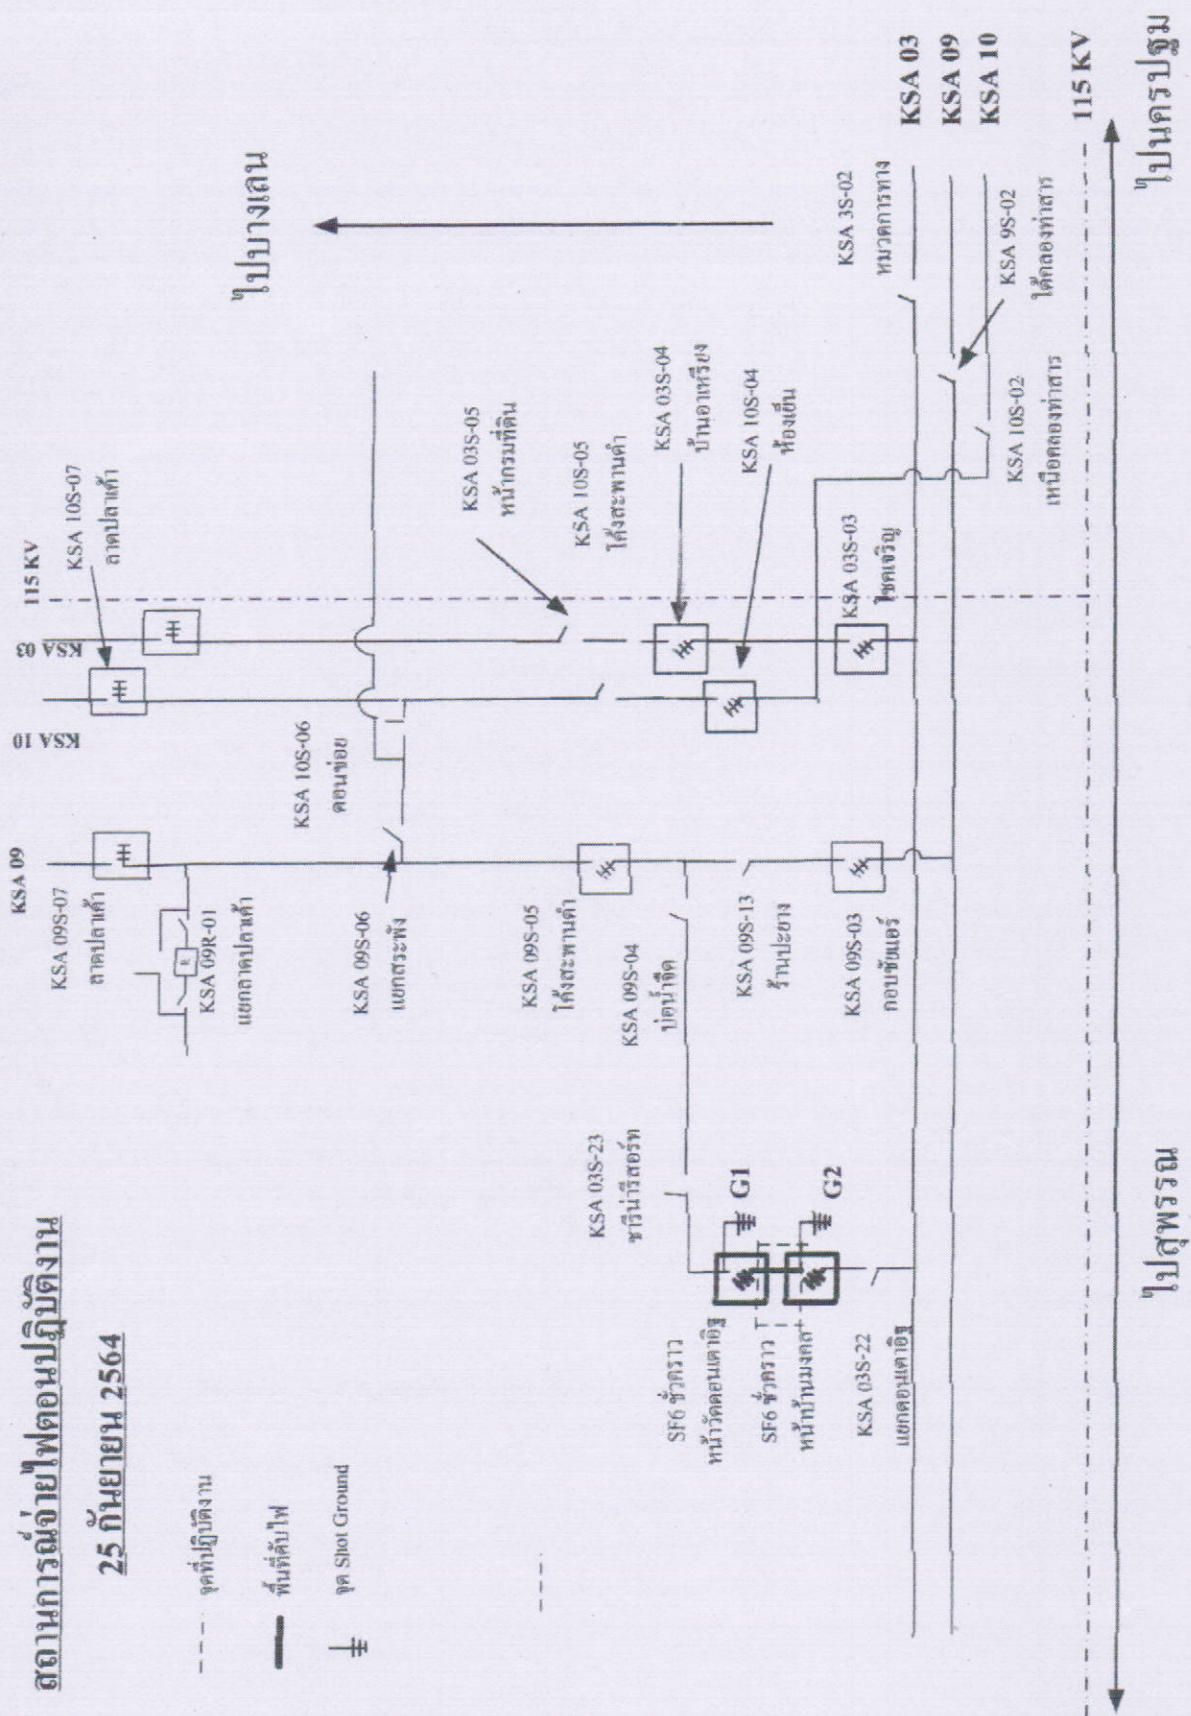 สถานการณ์จ่ายไฟตอนปฏิบัติงาน
25 กันยายน 2564
จุดที่ปฏิบัติงาน
พื้นที่ดับไฟ
จุด Shot Ground
KSA 09
KSA 10
KSA 03
115 KV
KSA 09S-07
ลาดปลาเค้า
KSA 10S-07
ลาดปลาเค้า
R
KSA 09R-01
แยกลาดปลาเค้า
ไปบางเลน
KSA 09S-06
แยกสระพัง
KSA 10S-06
ดอนข่อย
KSA 03S-05
หน้ากรมที่ดิน
KSA 09S-05
โค้งสะพานดำ
KSA 10S-05
โค้งสะพานดำ
KSA 03S-23
ชาริน่ารีสอร์ท
KSA 09S-04
บ่อน้ำจืด
KSA 03S-04
บ้านอาเหรียง
KSA 10S-04
ห้องเย็น
G1
G2
SF6 ชั่วคราว
หน้าวัดดอนเตาอิฐ
SF6 ชั่วคราว
หน้าบ้านมงคล
KSA 09S-13
ร้านปะยาง
KSA 03S-22
แยกดอนเตาอิฐ
KSA 09S-03
กอบชัยแอร์
KSA 03S-03
โชคเจริญ
KSA 3S-02
หมวดการทาง
KSA 9S-02
ใต้คลองท่าสาร
KSA 10S-02
เหนือคลองท่าสาร
KSA 03
KSA 09
KSA 10
115 KV
ไปสุพรรณ
ไปนครปฐม